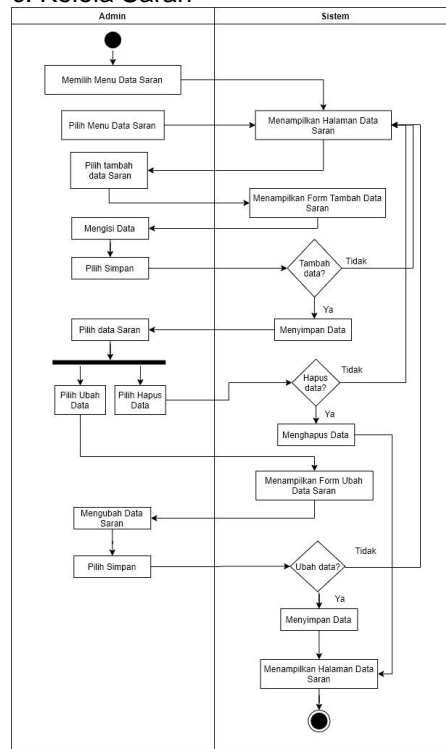 c. Kelola Saran
Admin
Sistem
Memilih Menu Data Saran
Pilih Menu Data Saran
Menampilkan Halaman Data
Saran
Pilih tambah
data Saran
Menampilkan Form Tambah Data
Saran
Mengisi Data
Pilih Simpan
Tambah
data?
Tidak
Ya
Pilih data Saran
Menyimpan Data
Pilih Ubah
Data
Pilih Hapus
Data
Hapus
data?
Tidak
Ya
Menghapus Data
Menampilkan Form Ubah
Data Saran
Mengubah Data
Saran
Pilih Simpan
Ubah data?
Tidak
Ya
Menyimpan Data
Menampilkan Halaman Data
Saran